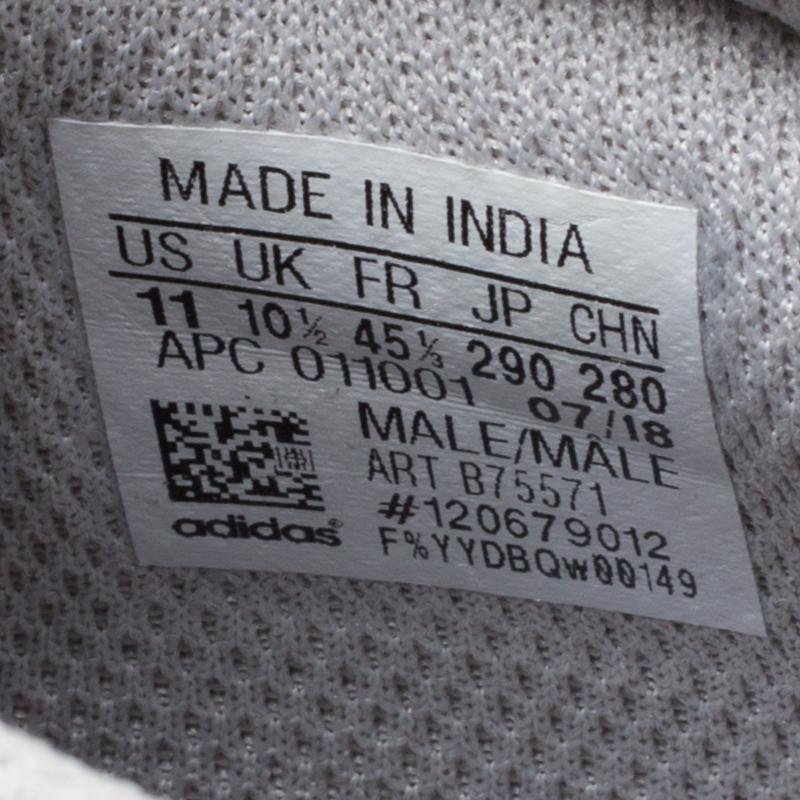 MADE IN INDIA
US UK FR JP CHN
11 10½ 45⅓ 290 280
APC 011001 07/18
MALE/MÂLE
ART B75571
#120679012
adidas®
F%YYDBQW00149